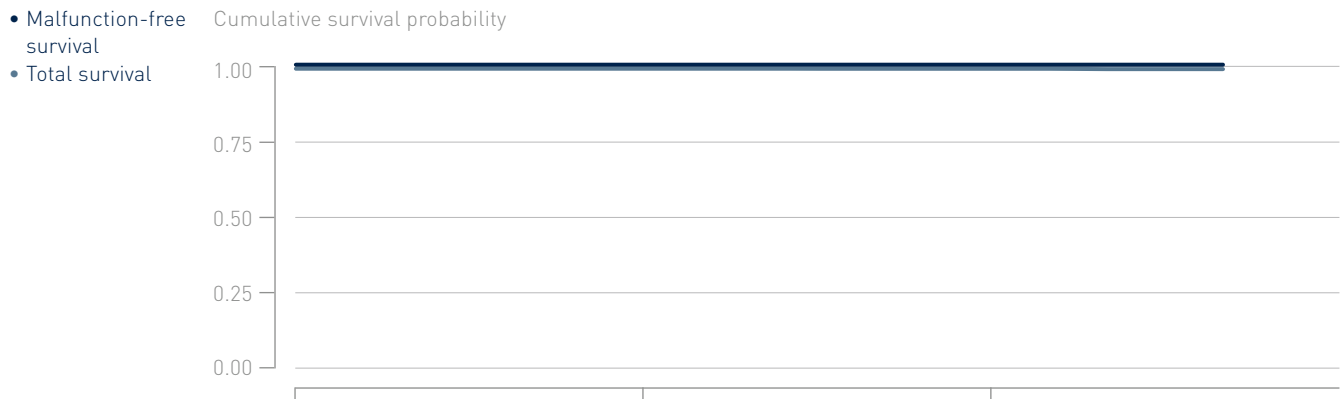 • Malfunction-free
survival
• Total survival
Cumulative survival probability
1.00
0.75
0.50
0.25
0.00